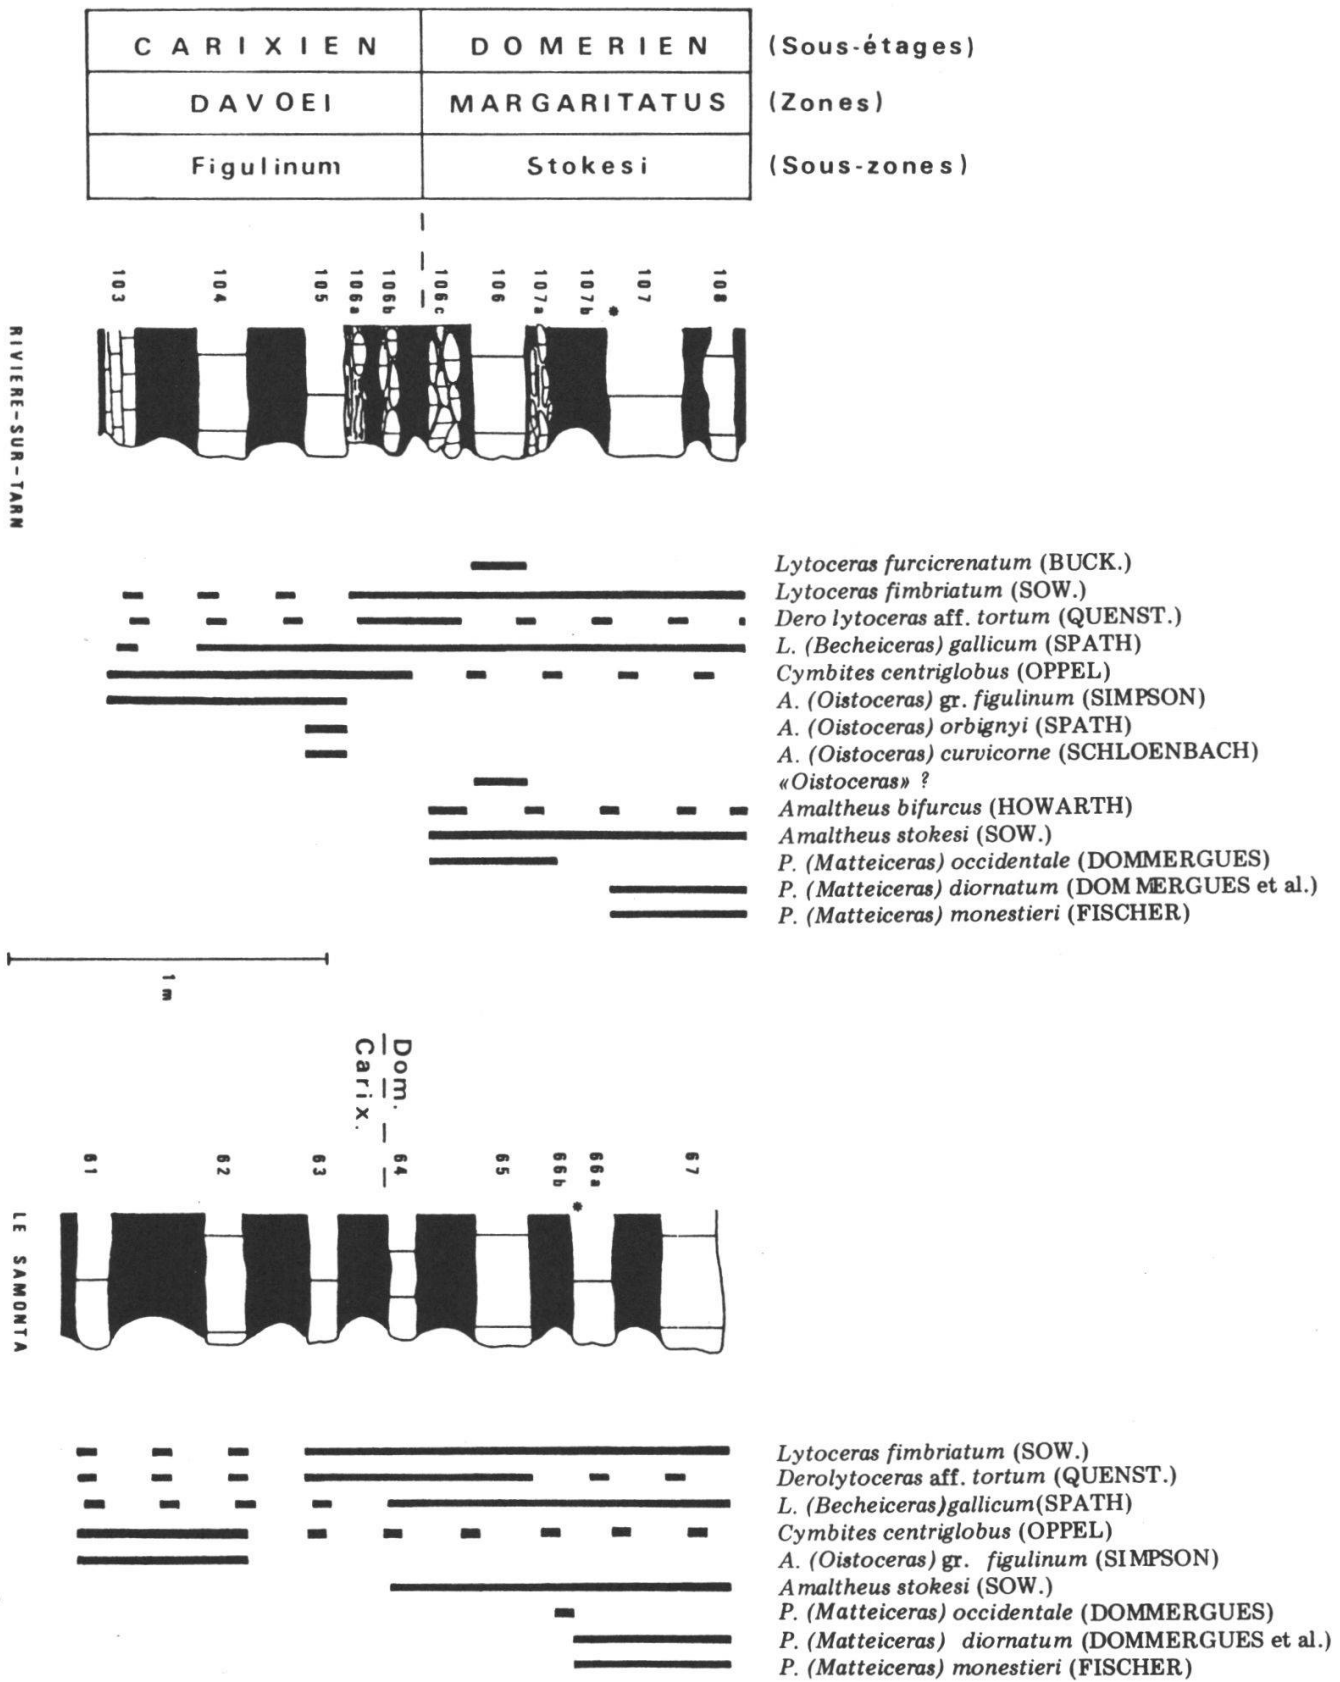 CARIXIEN DOMERIEN (Sous-étages)
DAVOEI MARGARITATUS (Zones)
Figulinum Stokesi (Sous-zones)
103 104 105 106a 106b 106c 106 107a 107b * 107 108
RIVIERE-SUR-TARN
Lytoceras furcicrenatum (BUCK.)
Lytoceras fimbriatum (SOW.)
Dero lytoceras aff. tortum (QUENST.)
L. (Becheiceras) gallicum (SPATH)
Cymbites centriglobus (OPPEL)
A. (Oistoceras) gr. figulinum (SIMPSON)
A. (Oistoceras) orbignyi (SPATH)
A. (Oistoceras) curvicorne (SCHLOENBACH)
«Oistoceras» ?
Amaltheus bifurcus (HOWARTH)
Amaltheus stokesi (SOW.)
P. (Matteiceras) occidentale (DOMMERGUES)
P. (Matteiceras) diornatum (DOM MERGUES et al.)
P. (Matteiceras) monestieri (FISCHER)
1 m
Dom.
Carix.
61 62 63 64 65 66b * 66a 67
LE SAMONTA
Lytoceras fimbriatum (SOW.)
Derolytoceras aff. tortum (QUENST.)
L. (Becheiceras)gallicum(SPATH)
Cymbites centriglobus (OPPEL)
A. (Oistoceras) gr. figulinum (SIMPSON)
Amaltheus stokesi (SOW.)
P. (Matteiceras) occidentale (DOMMERGUES)
P. (Matteiceras) diornatum (DOMMERGUES et al.)
P. (Matteiceras) monestieri (FISCHER)